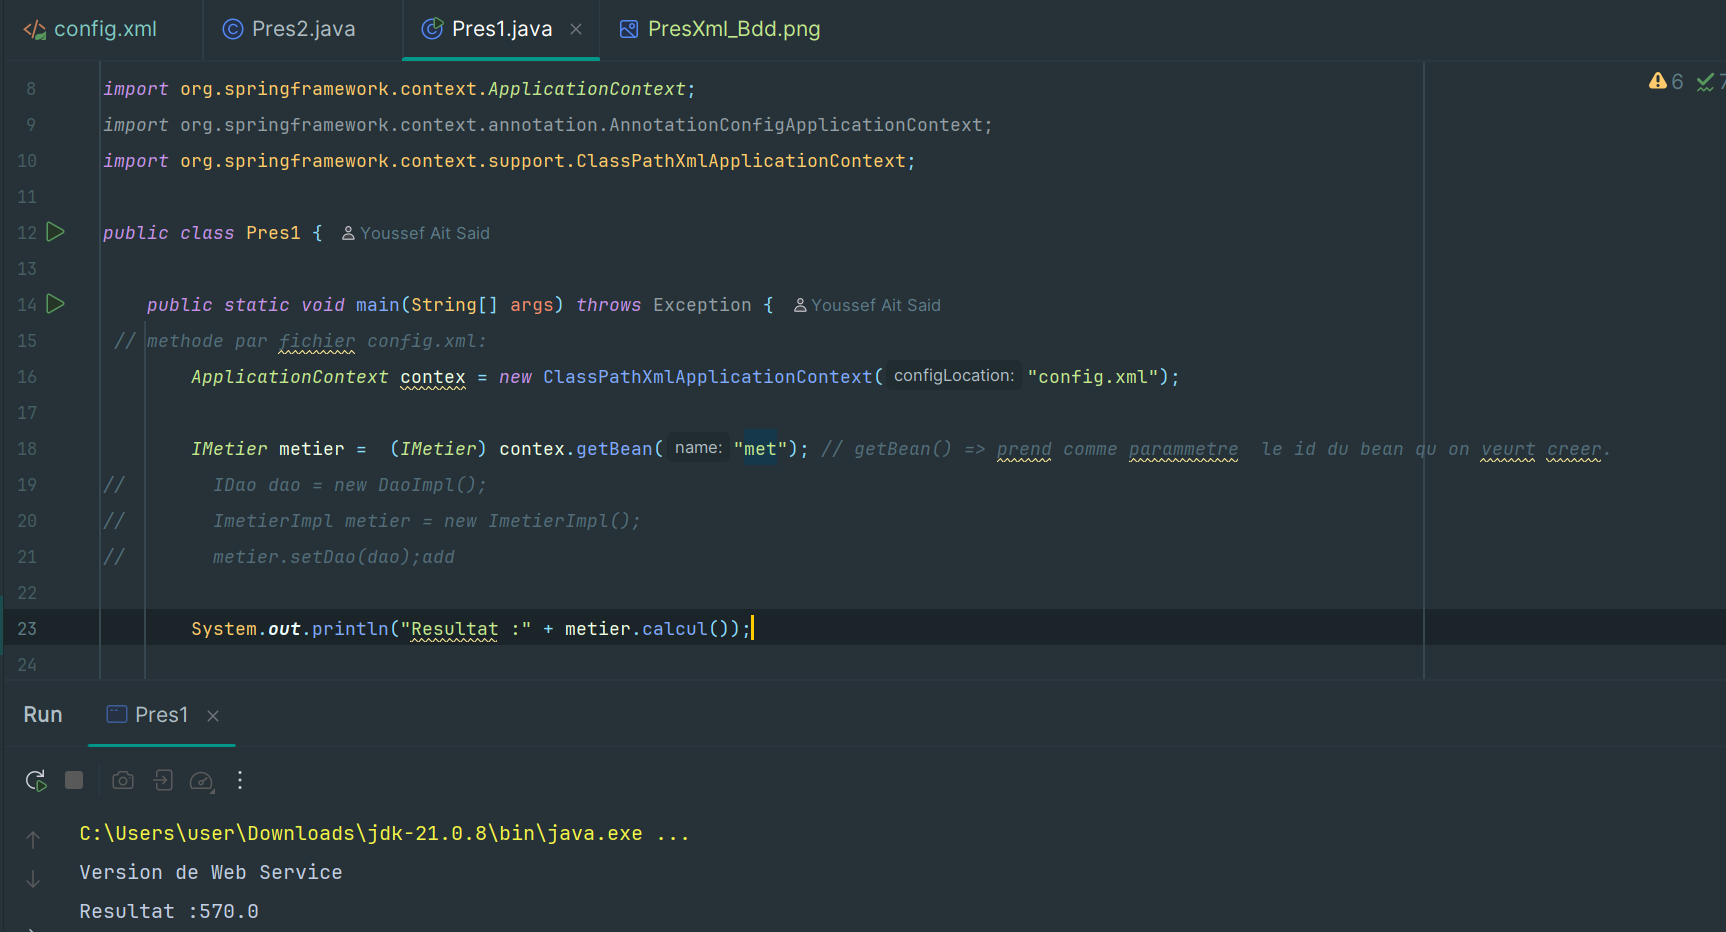 config.xml Pres2.java Pres1.java PresXml_Bdd.png
6 7
8 import org.springframework.context.ApplicationContext;
9 import org.springframework.context.annotation.AnnotationConfigApplicationContext;
10 import org.springframework.context.support.ClassPathXmlApplicationContext;
11
12 public class Pres1 { Youssef Ait Said
13
14 public static void main(String[] args) throws Exception { Youssef Ait Said
15 // methode par fichier config.xml:
16 ApplicationContext contex = new ClassPathXmlApplicationContext( configLocation: "config.xml");
17
18 IMetier metier = (IMetier) contex.getBean( name: "met"); // getBean() => prend comme parammetre le id du bean qu on veurt creer.
19 // IDao dao = new DaoImpl();
20 // ImetierImpl metier = new ImetierImpl();
21 // metier.setDao(dao);add
22
23 System.out.println("Resultat :" + metier.calcul());
24
Run Pres1
C:\Users\user\Downloads\jdk-21.0.8\bin\java.exe ...
Version de Web Service
Resultat :570.0